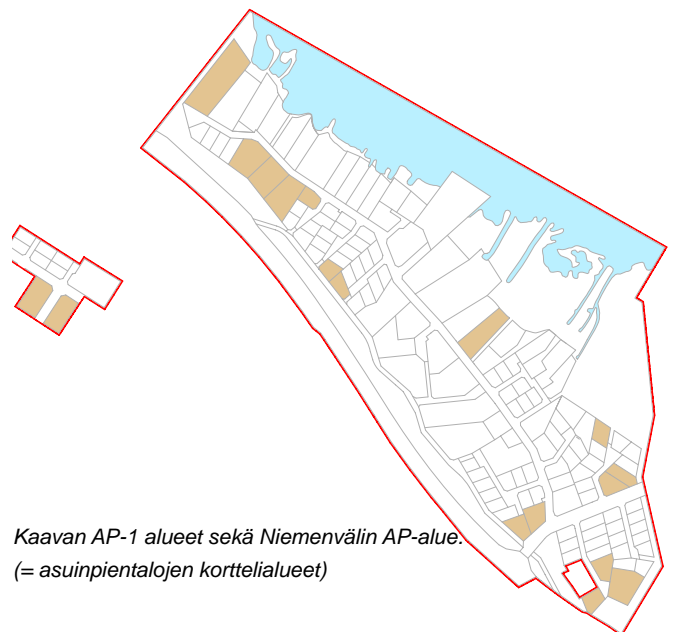 Kaavan AP-1 alueet sekä Niemenvälin AP-alue.
(= asuinpientalojen korttelialueet)